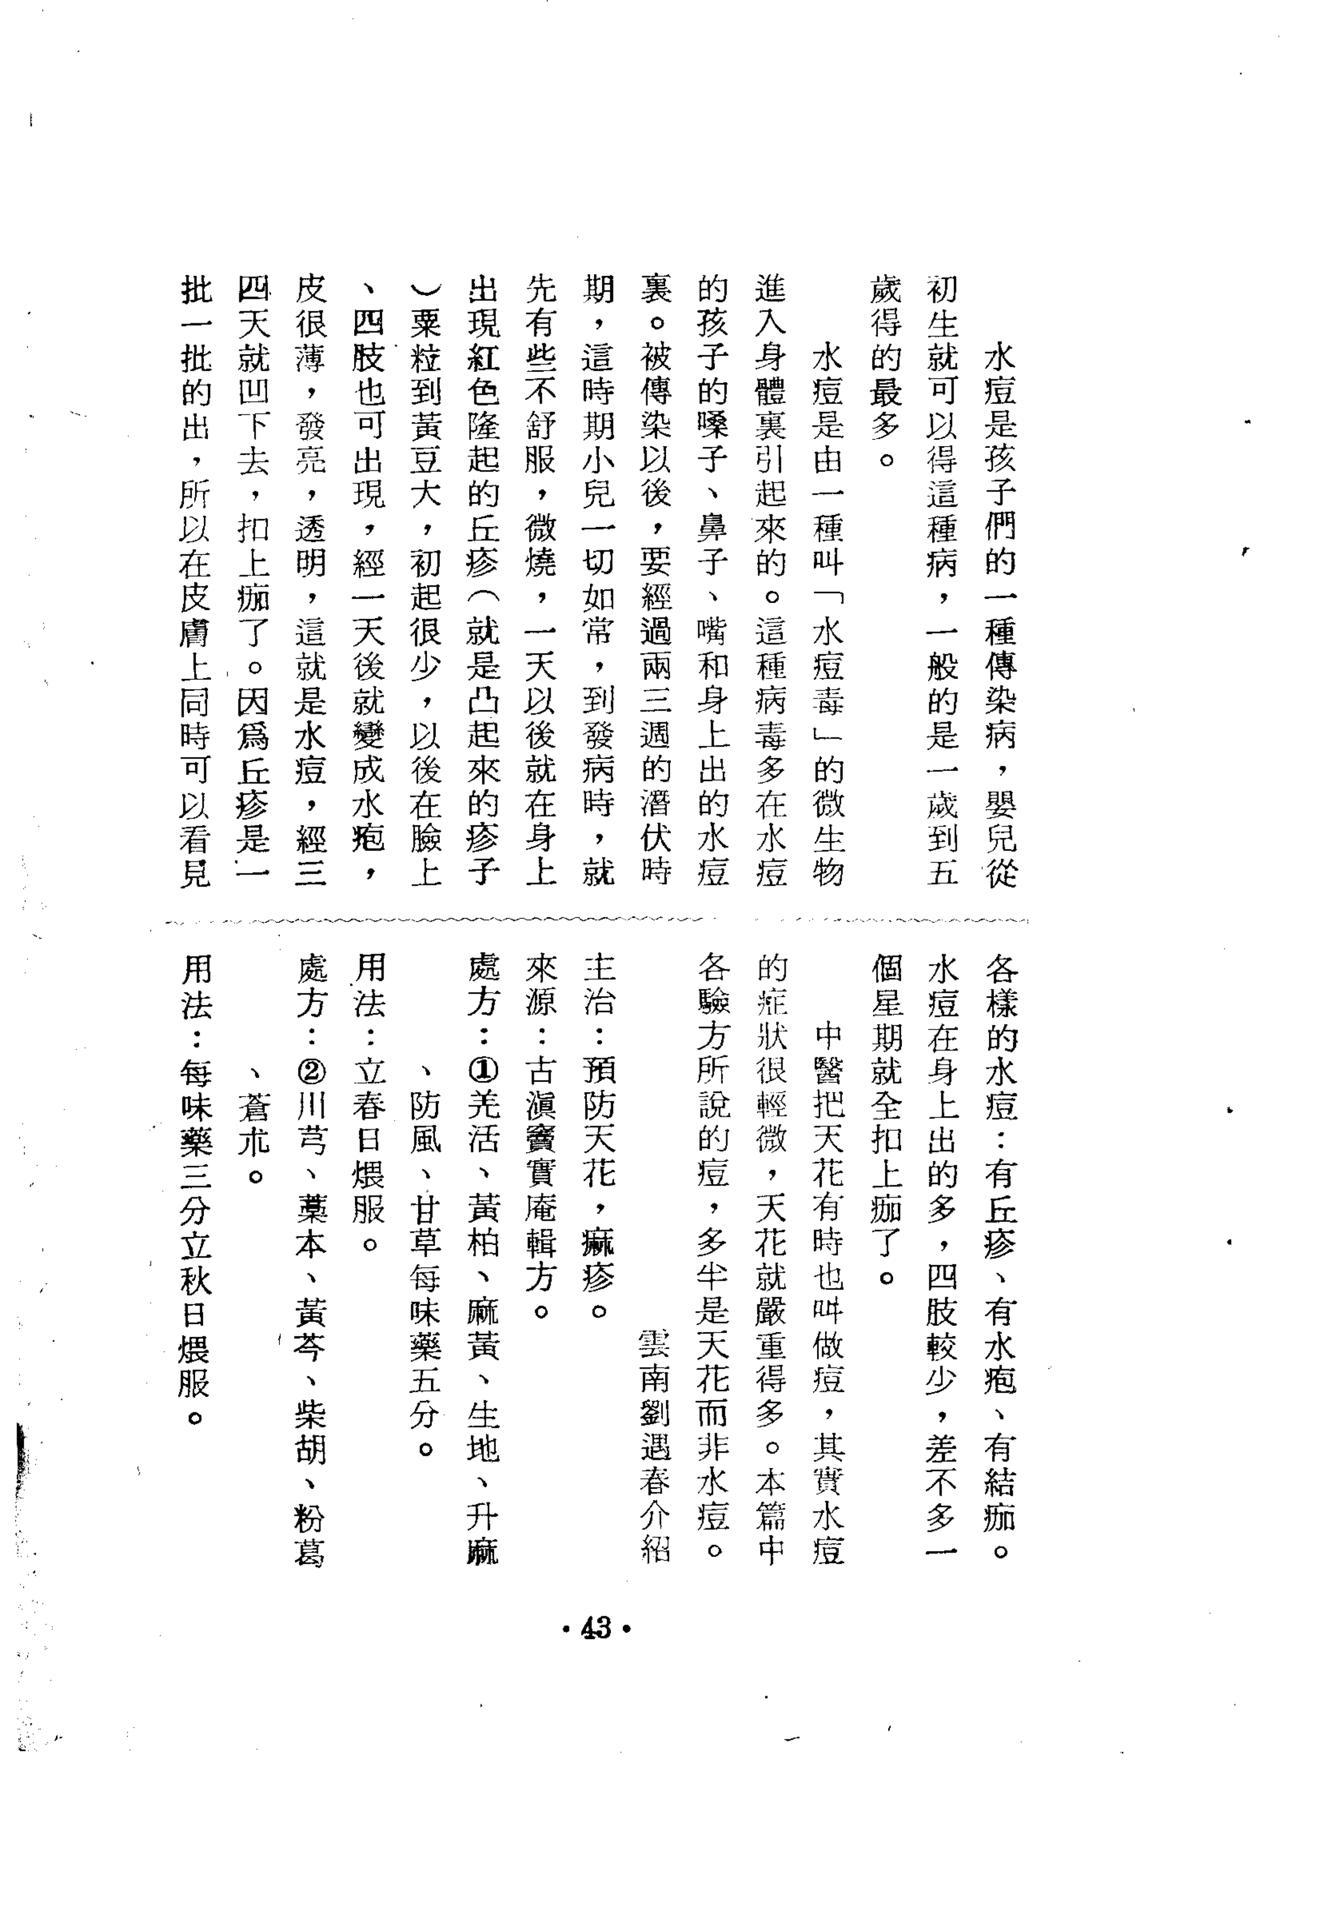 水痘是孩子們的一種傳染病，嬰兒從
初生就可以得這種病，一般的是一歲到五
歲得的最多。
水痘是由一種叫「水痘毒」的微生物
進入身體裏引起來的。這種病毒多在水痘
的孩子的嗓子、鼻子、嘴和身上出的水痘
裏。被傳染以後，要經過兩三週的潛伏時
期，這時期小兒一切如常，到發病時，就
先有些不舒服，微燒，一天以後就在身上
出現紅色隆起的丘疹（就是凸起來的疹子
）粟粒到黃豆大，初起很少，以後在臉上
、四肢也可出現，經一天後就變成水疱，
皮很薄，發亮，透明，這就是水痘，經三
四天就凹下去，扣上痂了。因爲丘疹是一
批一批的出，所以在皮膚上同時可以看見
各樣的水痘：有丘疹、有水疱、有結痂。
水痘在身上出的多，四肢較少，差不多一
個星期就全扣上痂了。
中醫把天花有時也叫做痘，其實水痘
的症狀很輕微，天花就嚴重得多。本篇中
各驗方所說的痘，多半是天花而非水痘。
雲南劉遇春介紹
主治：預防天花，痳疹。
來源：古滇竇實庵輯方。
處方：①羌活、黃柏、麻黃、生地、升麻
、防風、甘草每味藥五分。
用法：立春日煨服。
處方：②川芎、藁本、黃芩、柴胡、粉葛
、蒼朮。
用法：每味藥三分立秋日煨服。
·43·